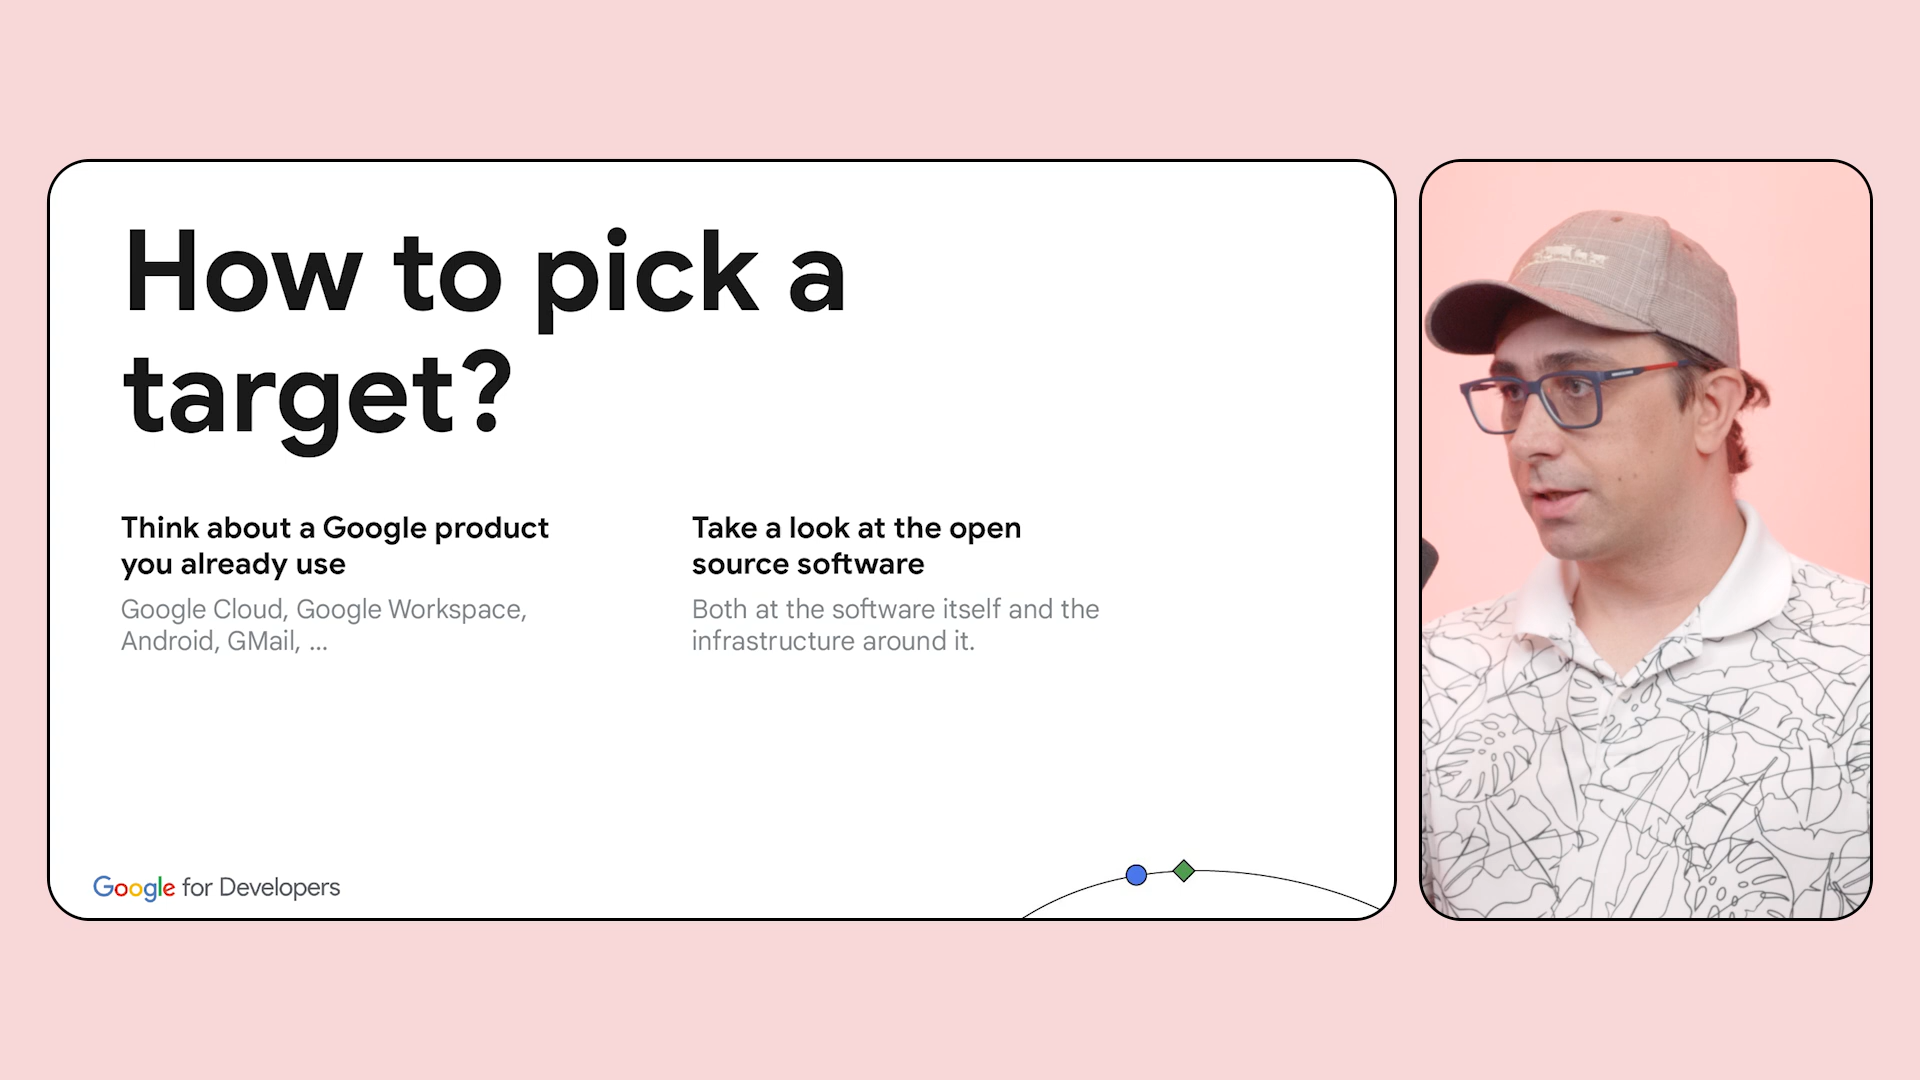 How to pick a
target?
Think about a Google product
you already use
Google Cloud, Google Workspace,
Android, GMail, ...
Take a look at the open
source software
Both at the software itself and the
infrastructure around it.
Google for Developers